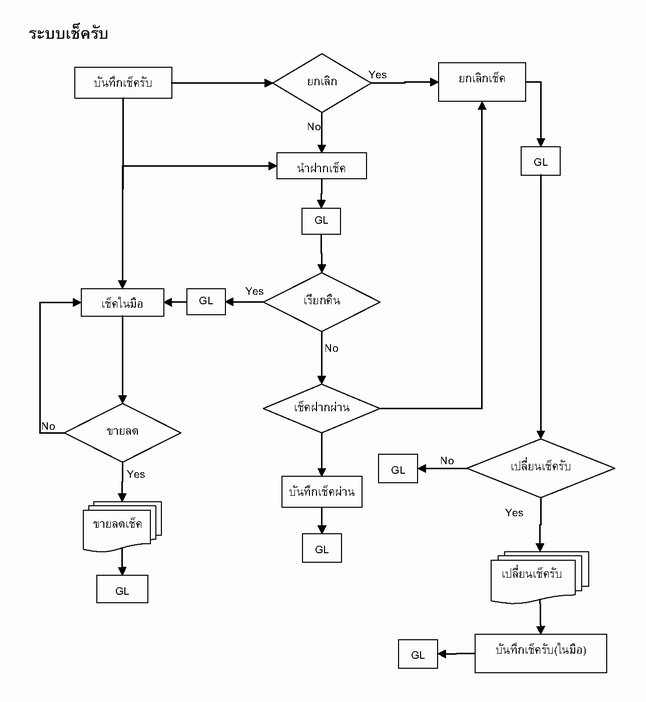 ระบบเช็ครับ
บันทึกเช็ครับ
ยกเลิก
Yes
ยกเลิกเช็ค
No
นำฝากเช็ค
GL
GL
เช็คในมือ
GL
Yes
เรียกคืน
No
เช็คฝากผ่าน
No
ขายลด
Yes
บันทึกเช็คผ่าน
GL
No
เปลี่ยนเช็ครับ
Yes
ขายลดเช็ค
GL
GL
เปลี่ยนเช็ครับ
GL
บันทึกเช็ครับ(ในมือ)